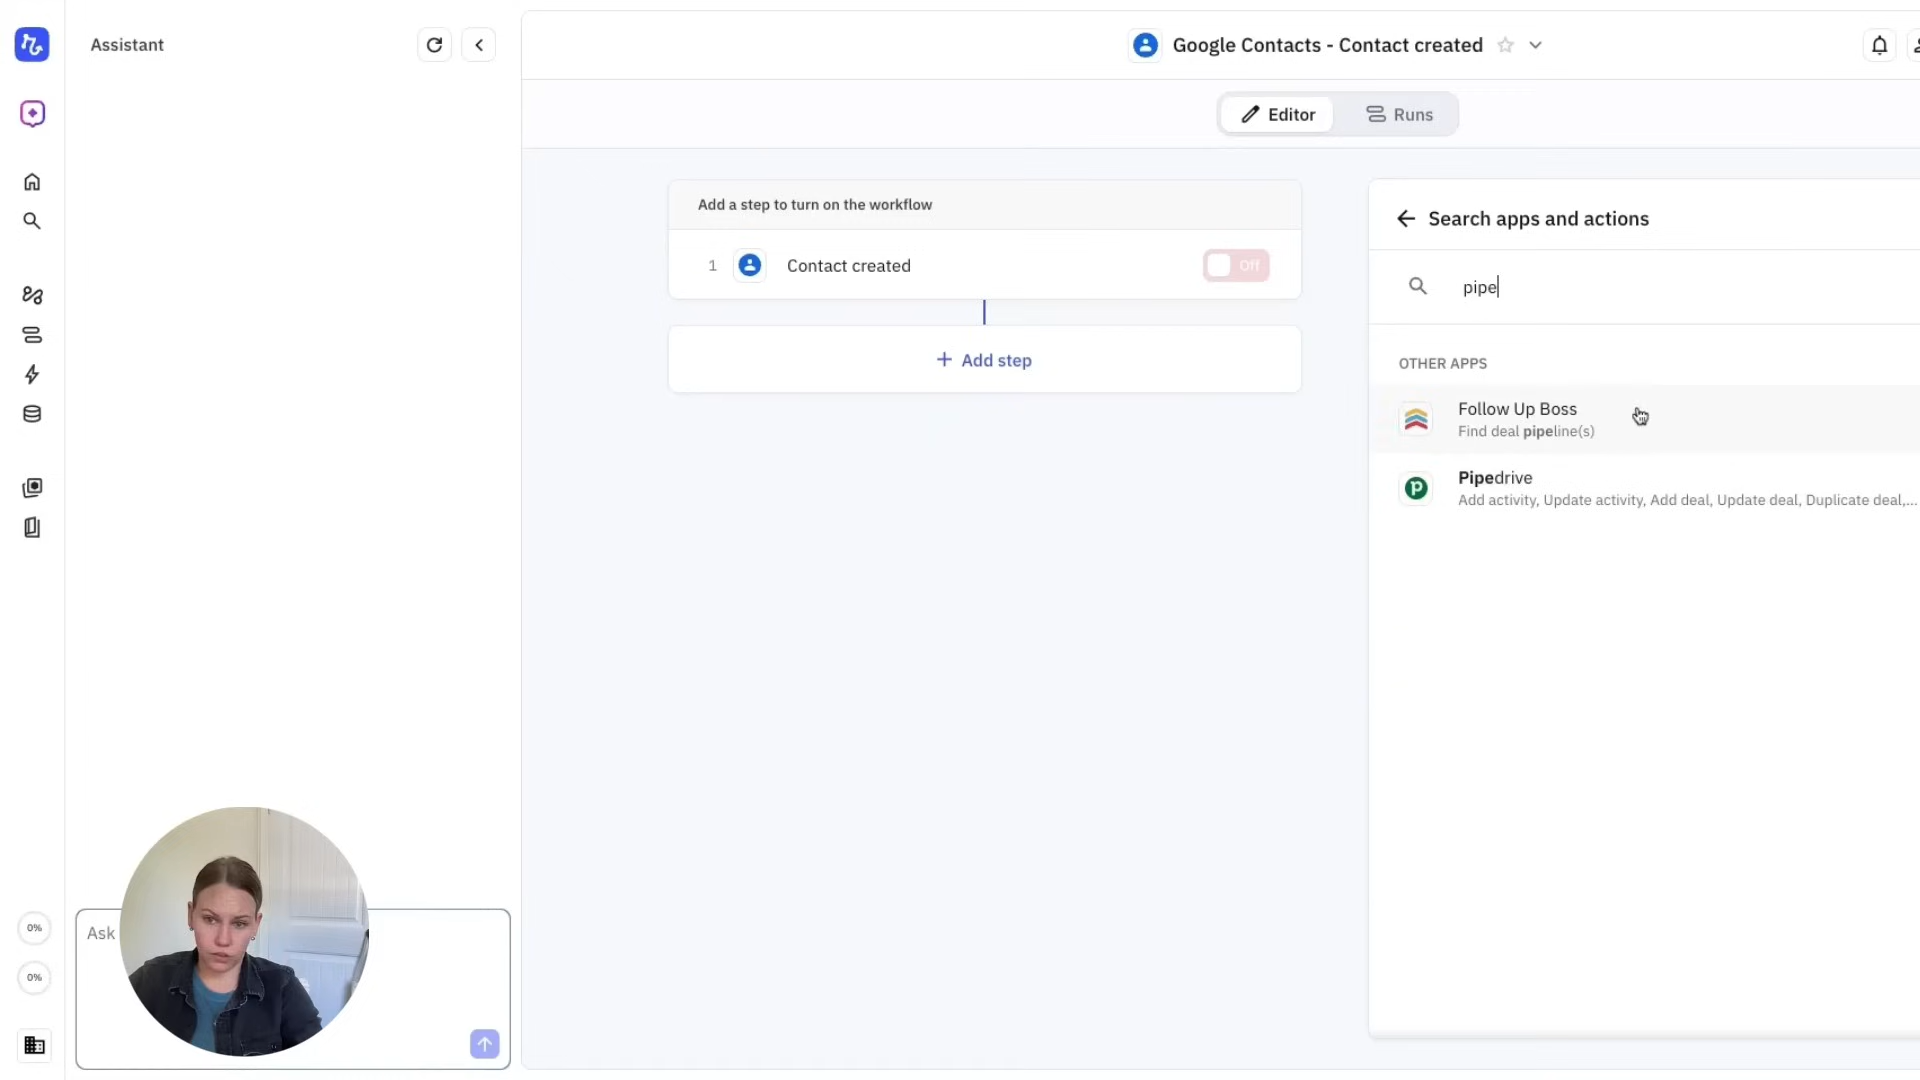 Assistant
Google Contacts - Contact created
Editor
Runs
Add a step to turn on the workflow
1 Contact created Off
+ Add step
Search apps and actions
pipe
OTHER APPS
Follow Up Boss
Find deal pipeline(s)
Pipedrive
Add activity, Update activity, Add deal, Update deal, Duplicate deal,...
Ask
0%
0%